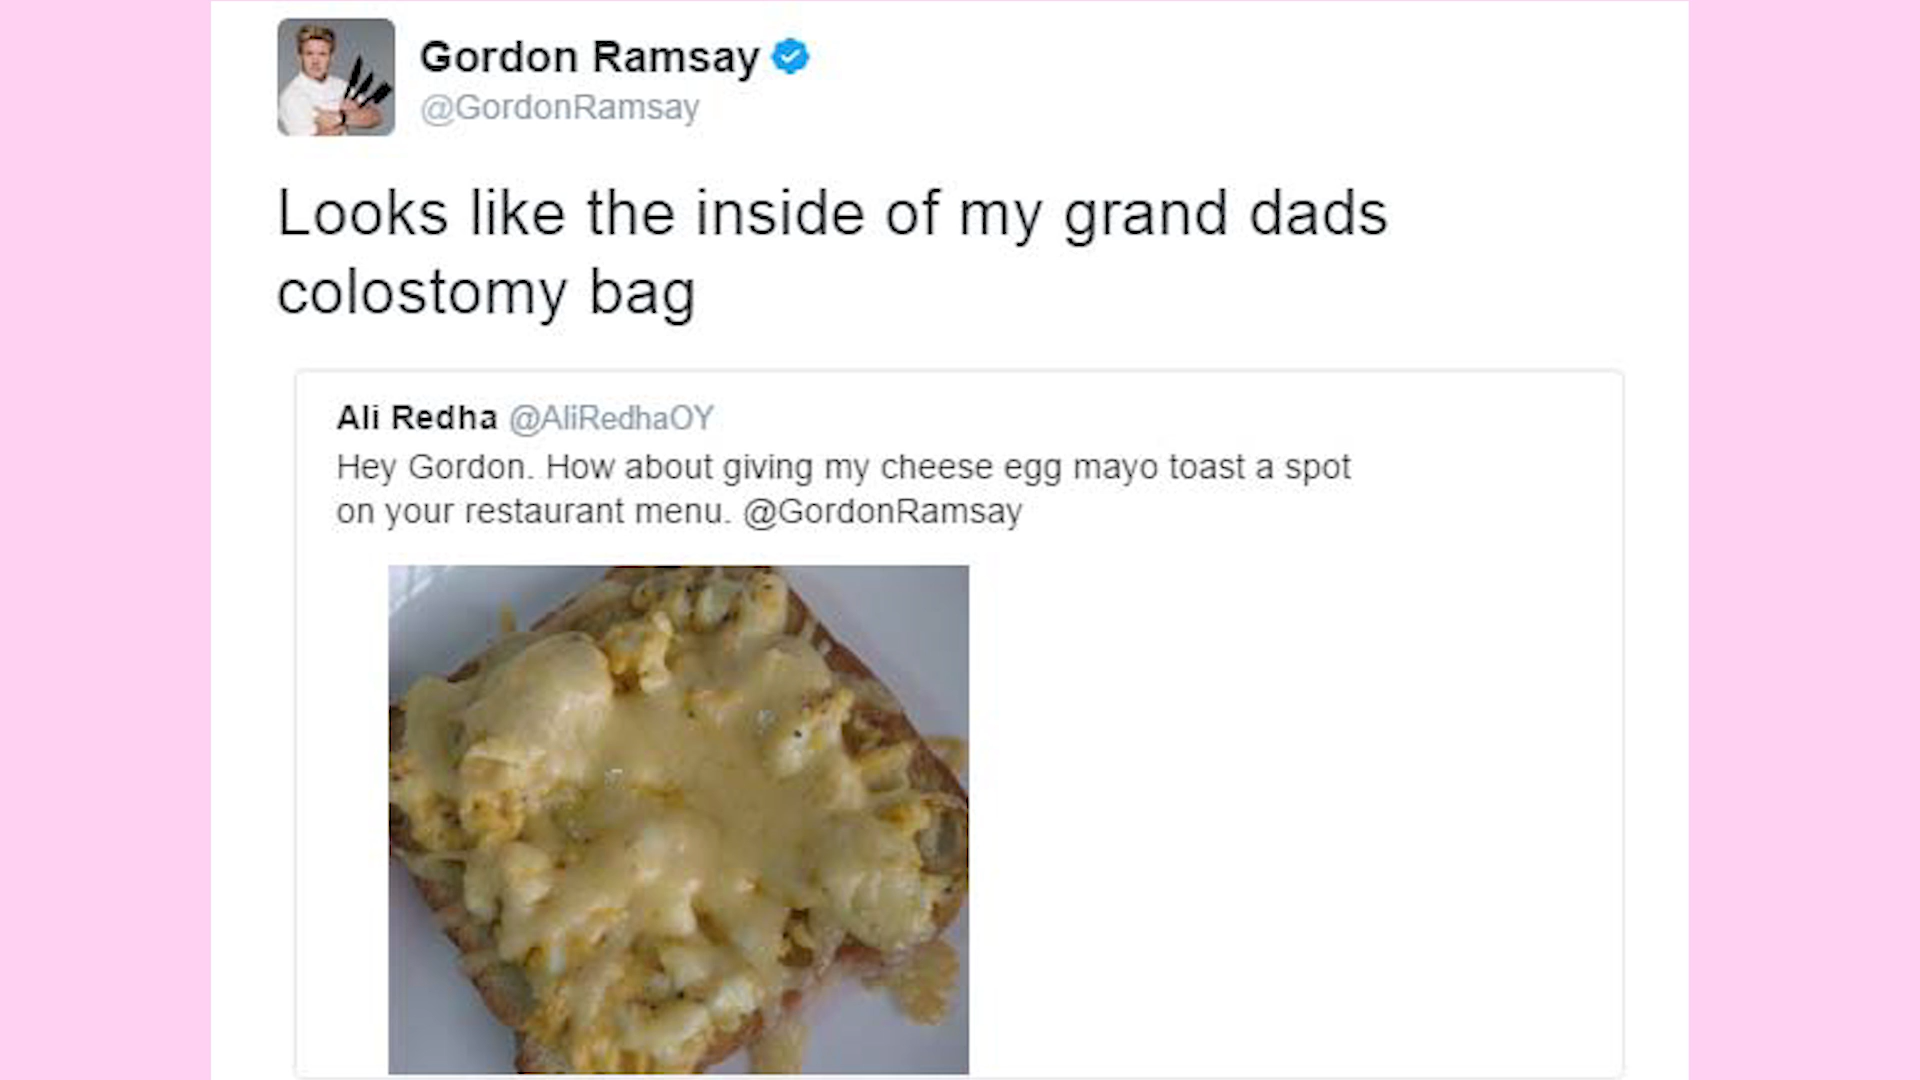 Gordon Ramsay
@GordonRamsay
Looks like the inside of my grand dads
colostomy bag
Ali Redha @AliRedhaOY
Hey Gordon. How about giving my cheese egg mayo toast a spot
on your restaurant menu. @GordonRamsay